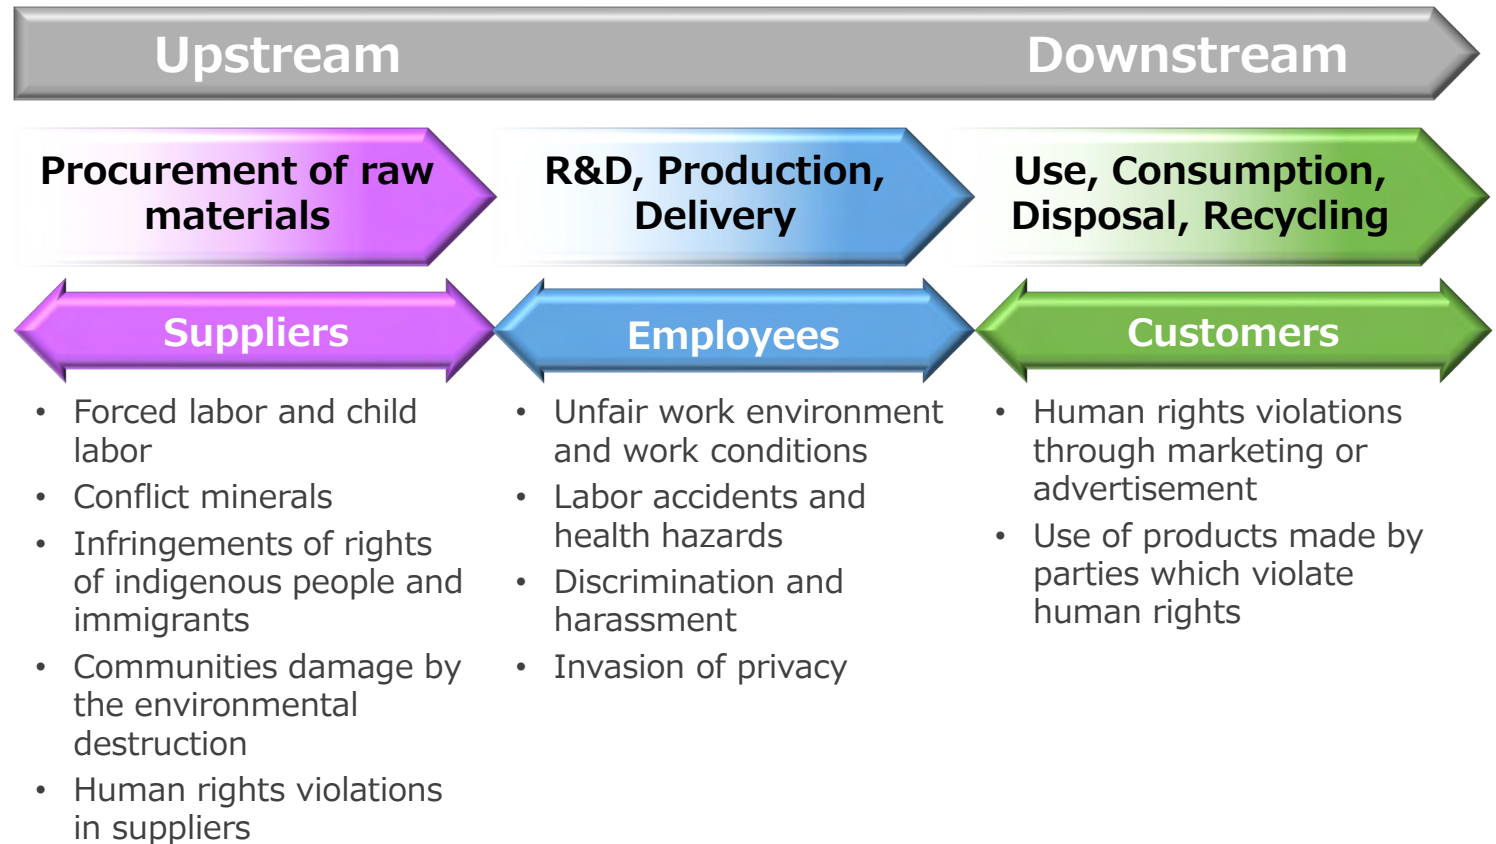 Upstream
Downstream
Procurement of raw
materials
R&D, Production,
Delivery
Use, Consumption,
Disposal, Recycling
Suppliers
Employees
Customers
• Forced labor and child
labor
• Conflict minerals
• Infringements of rights
of indigenous people and
immigrants
• Communities damage by
the environmental
destruction
• Human rights violations
in suppliers
• Unfair work environment
and work conditions
• Labor accidents and
health hazards
• Discrimination and
harassment
• Invasion of privacy
• Human rights violations
through marketing or
advertisement
• Use of products made by
parties which violate
human rights